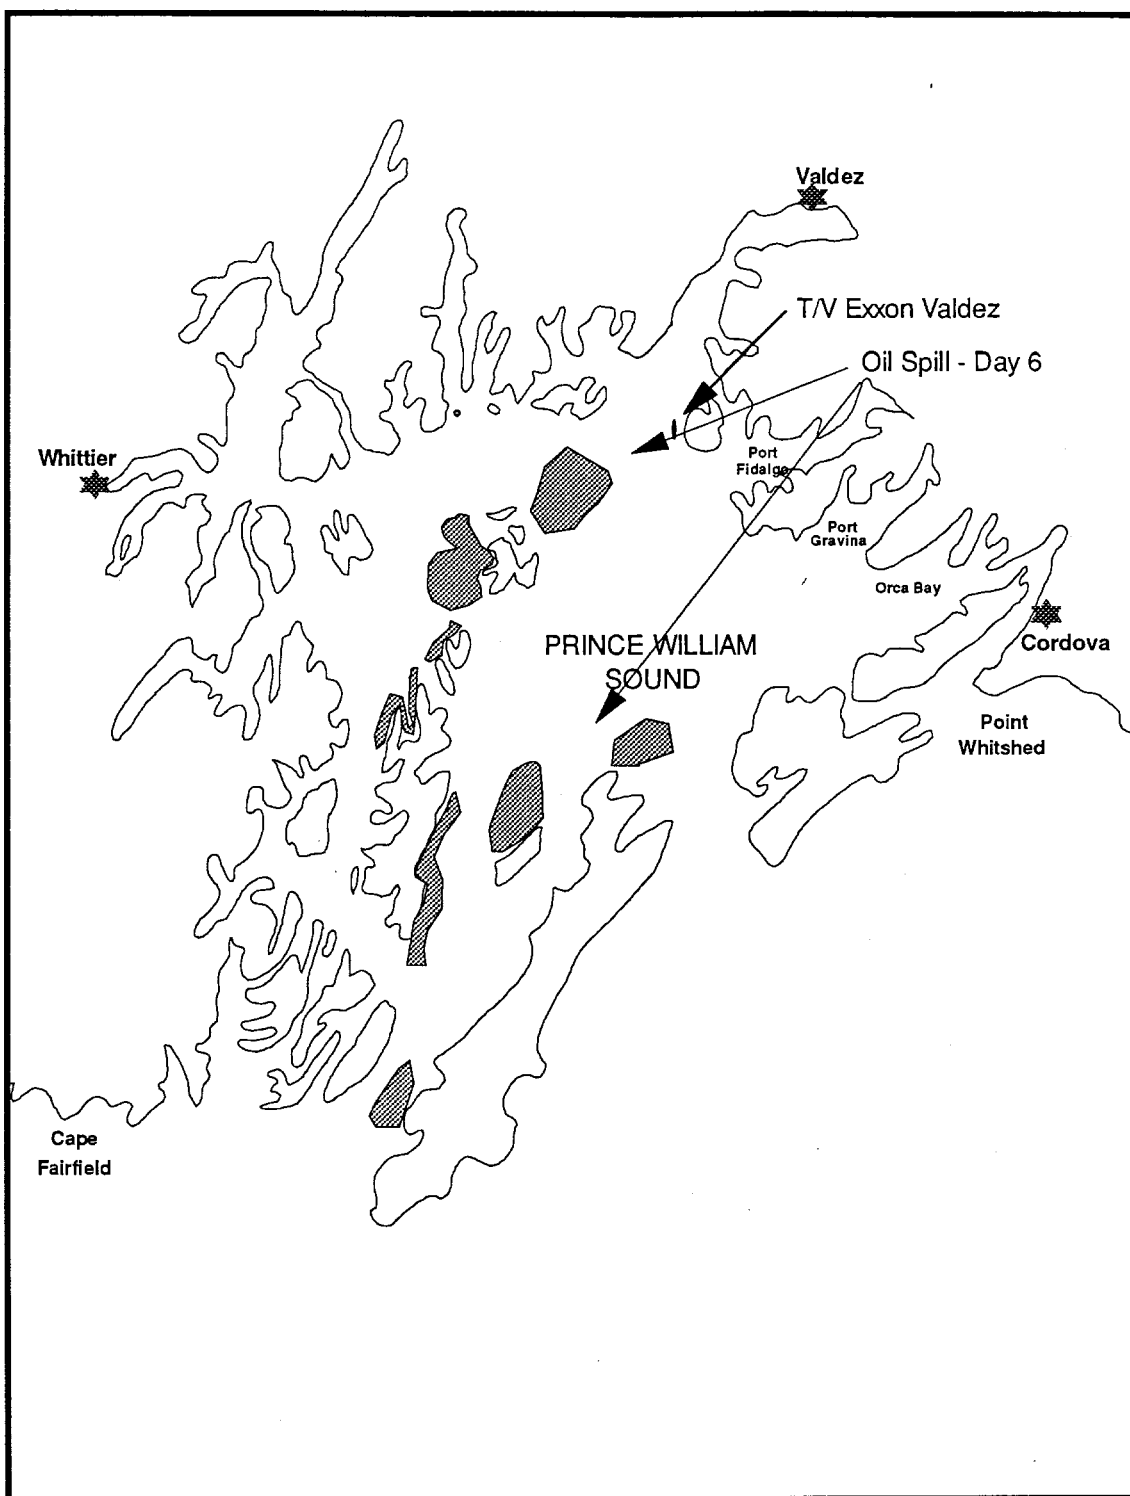 Valdez
T/V Exxon Valdez
Oil Spill - Day 6
Whittier
Port
Fidalgo
Port
Gravina
Orca Bay
PRINCE WILLIAM
SOUND
Cordova
Point
Whitshed
Cape
Fairfield